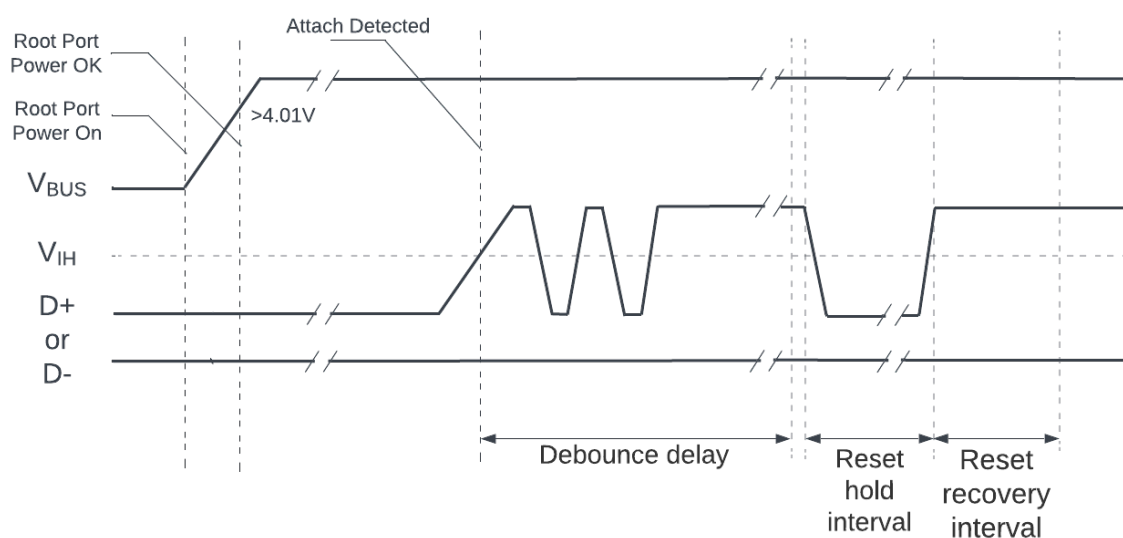 Attach Detected
Root Port
Power OK
>4.01V
Root Port
Power On
VBUS
VIH
D+
or
D-
Debounce delay
Reset
hold
interval
Reset
recovery
interval